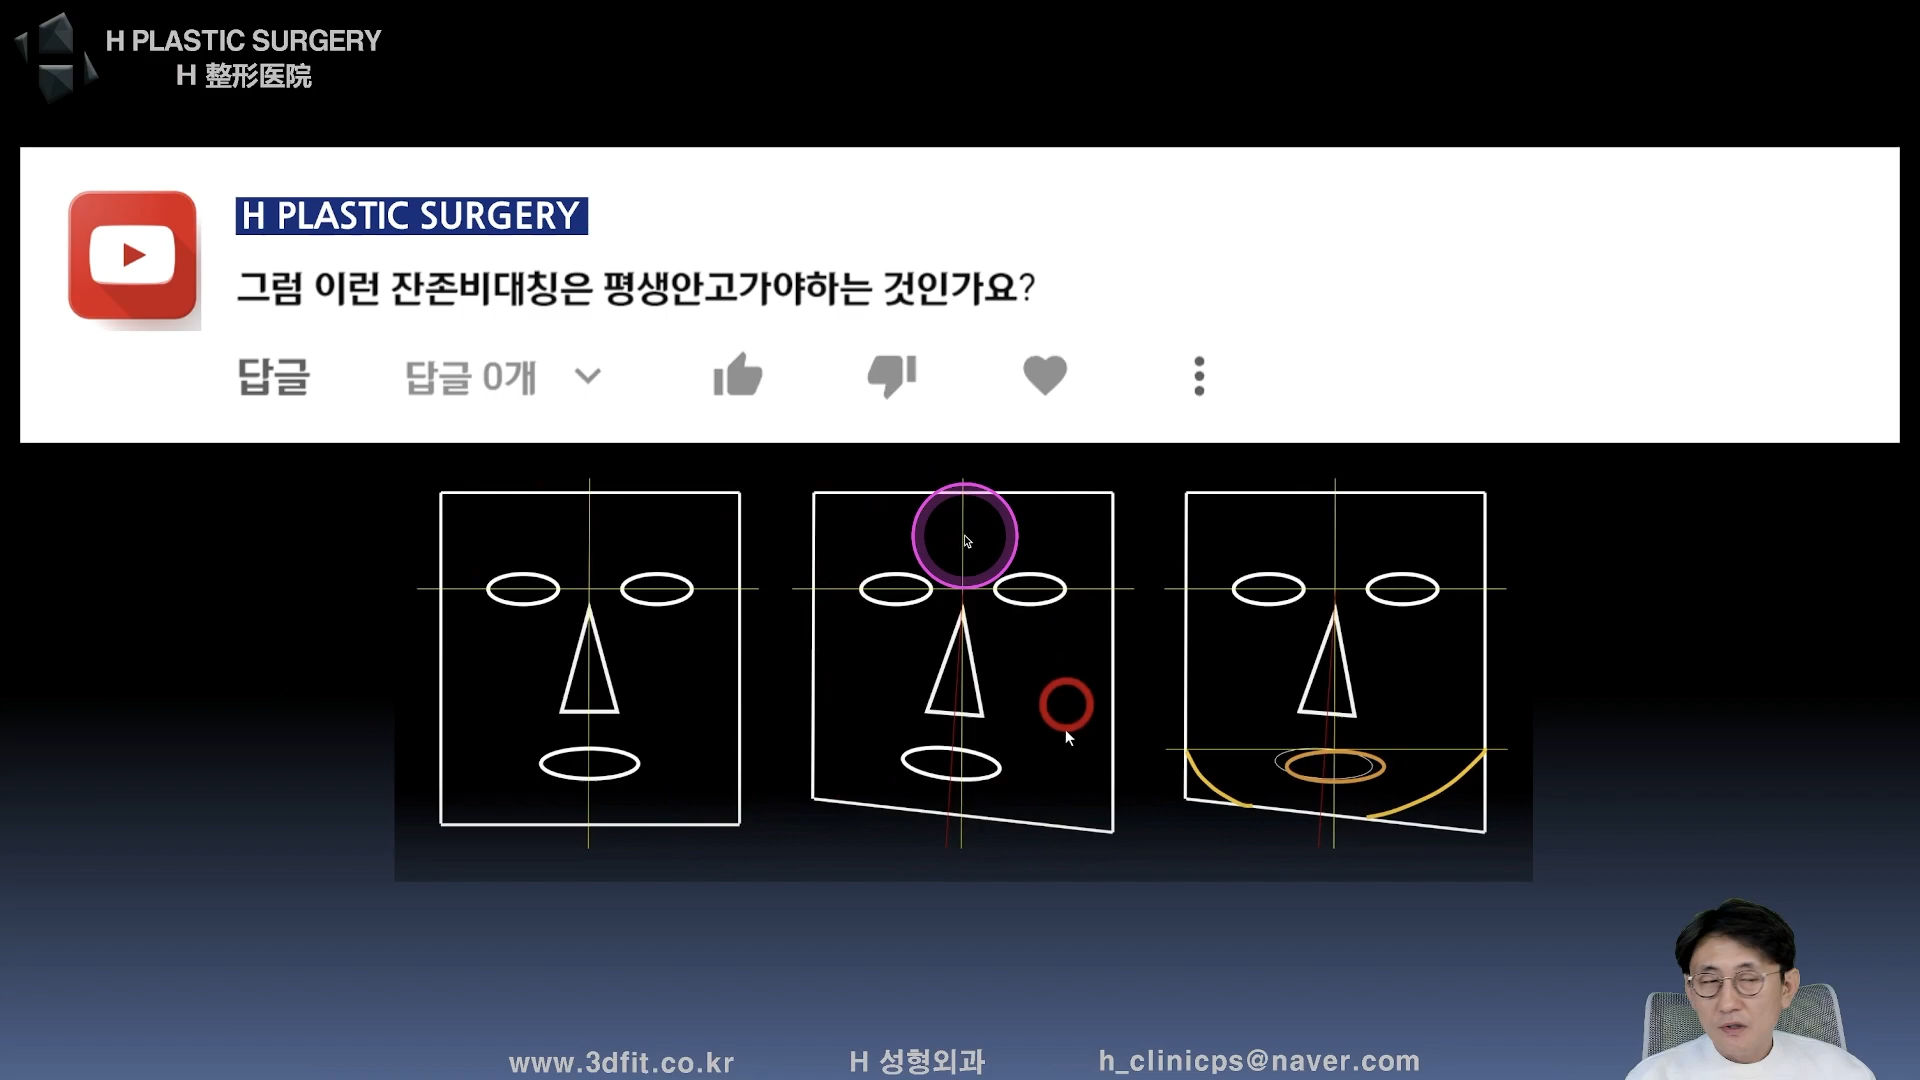 H PLASTIC SURGERY
H 整形医院
H PLASTIC SURGERY
그럼 이런 잔존비대칭은 평생안고가야하는 것인가요?
답글 답글 0개
www.3dfit.co.kr H 성형외과 h_clinicps@naver.com